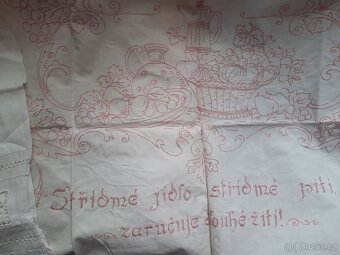 Střídmé jídlo, střídmé pití,
zaručuje dlouhé žití!